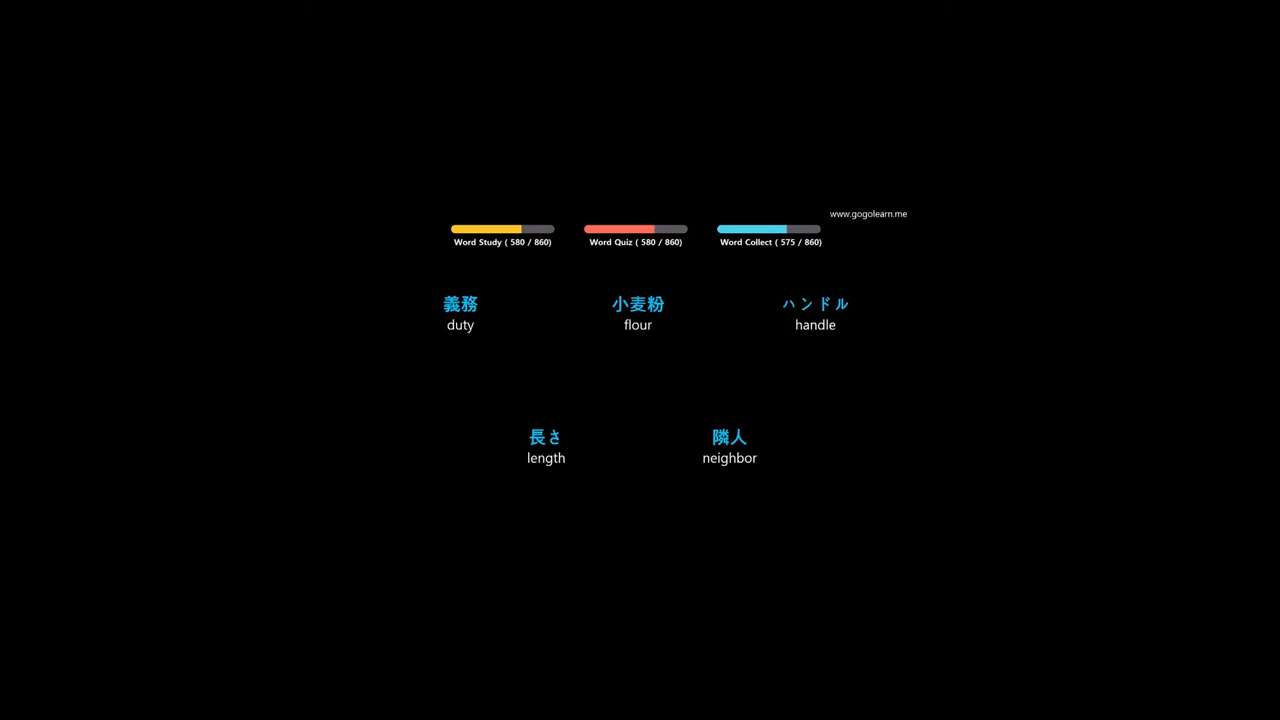 www.gogolearn.me
Word Study ( 580 / 860)
Word Quiz ( 580 / 860)
Word Collect ( 575 / 860)
義務
duty
小麦粉
flour
ハンドル
handle
長さ
length
隣人
neighbor